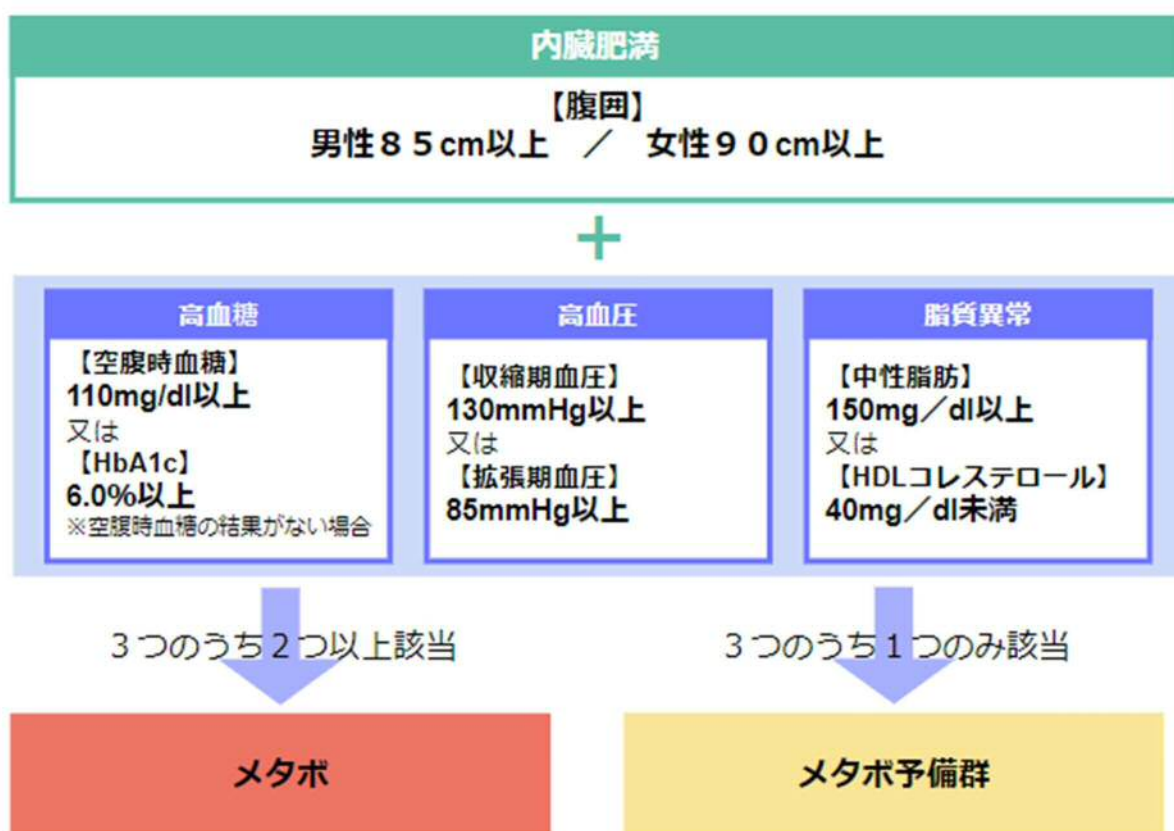 内臓肥満
【腹囲】
男性８５cm以上　／　女性９０cm以上
＋
高血糖
【空腹時血糖】
110mg/dl以上
又は
【HbA1c】
6.0%以上
※空腹時血糖の結果がない場合
高血圧
【収縮期血圧】
130mmHg以上
又は
【拡張期血圧】
85mmHg以上
脂質異常
【中性脂肪】
150mg／dl以上
又は
【HDLコレステロール】
40mg／dl未満
３つのうち２つ以上該当
３つのうち１つのみ該当
メタボ
メタボ予備群